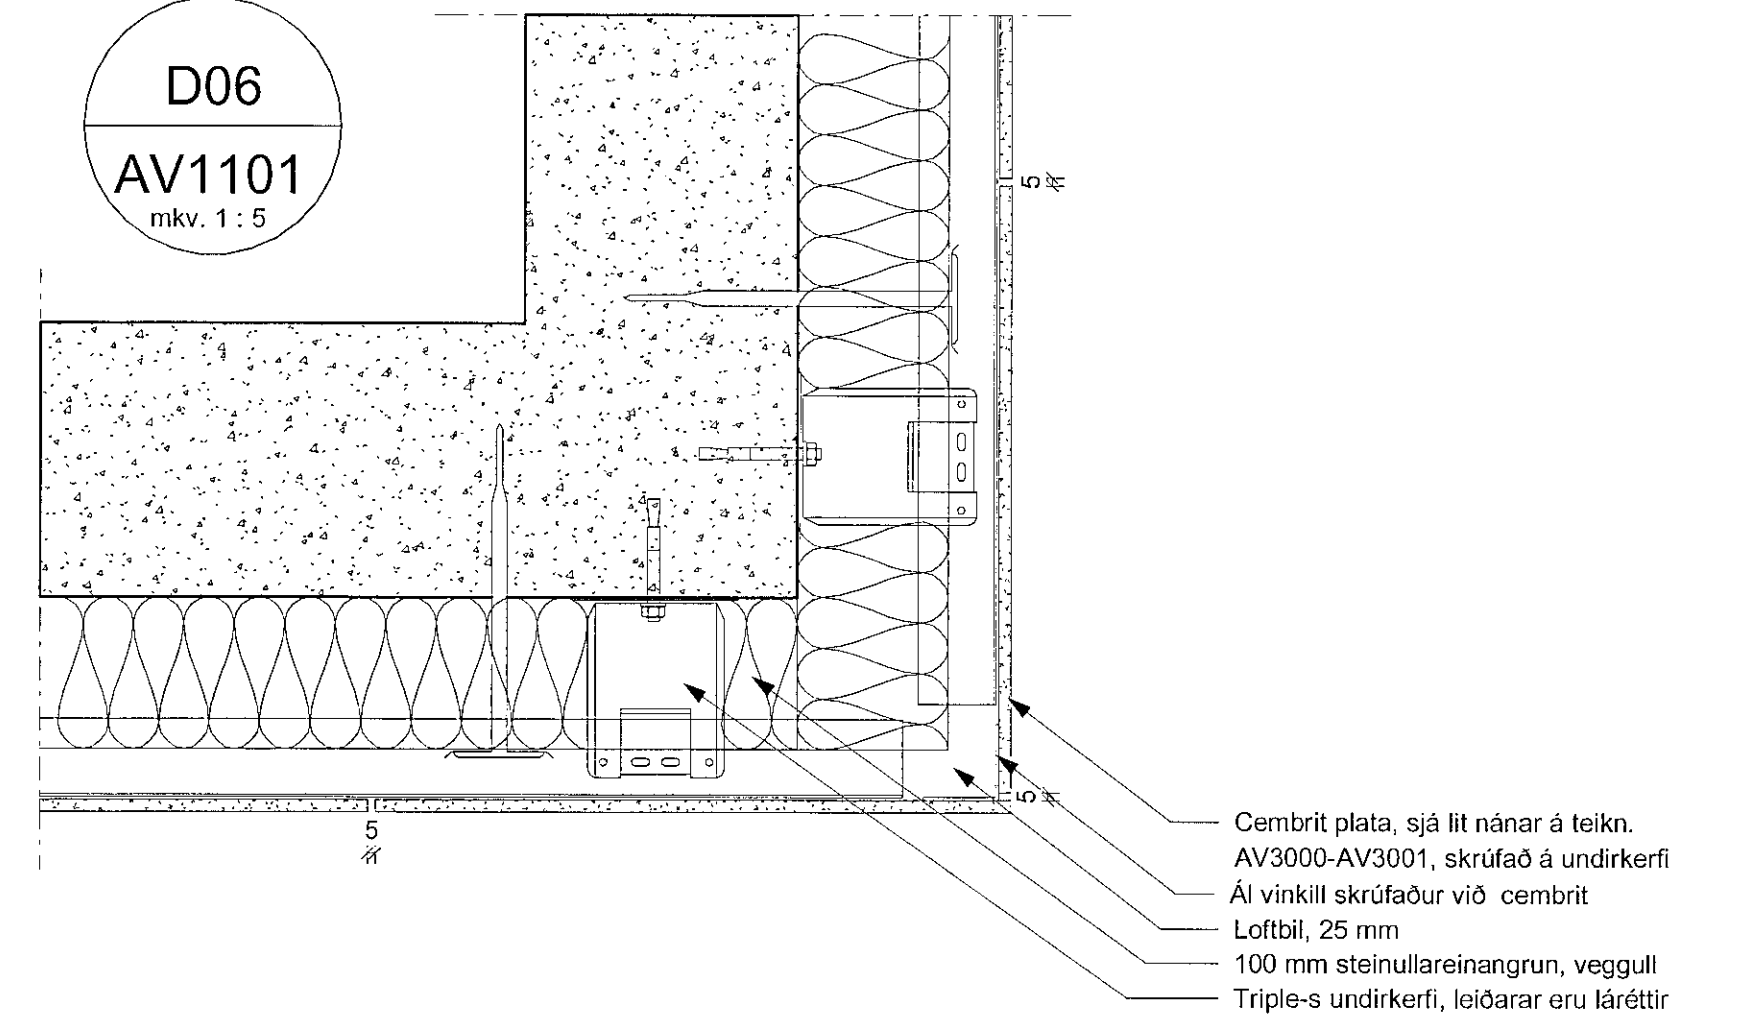 D06
AV1101
mkv. 1 : 5
5
5
5
Cembrit plata, sjá lit nánar á teikn.
AV3000-AV3001, skrúfað á undirkerfi
Ál vinkill skrúfaður við cembrit
Loftbil, 25 mm
100 mm steinullareinangrun, veggull
Triple-s undirkerfi, leiðarar eru láréttir